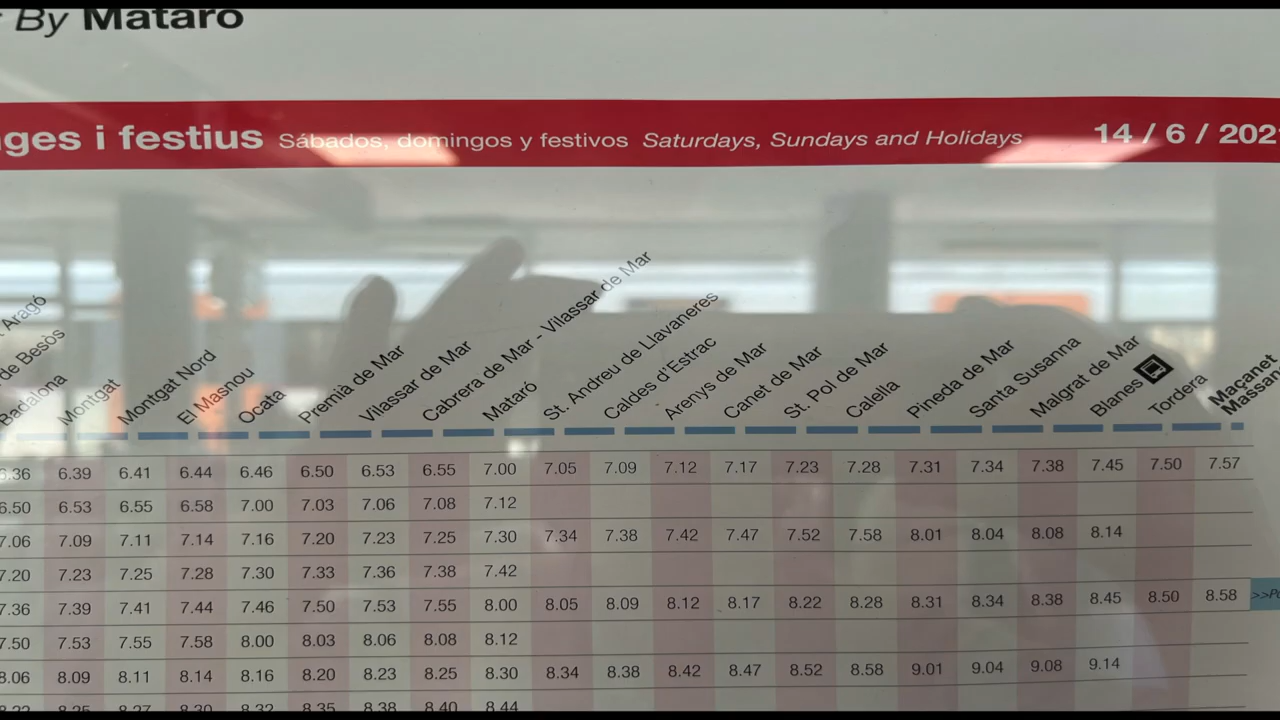 By Mataró
ges i festius Sábados, domingos y festivos Saturdays, Sundays and Holidays 14 / 6 / 202
Aragó
de Besòs
Badalona
Montgat
Montgat Nord
El Masnou
Ocata
Premià de Mar
Vilassar de Mar
Cabrera de Mar - Vilassar de Mar
Mataró
St. Andreu de Llavaneres
Caldes d'Estrac
Arenys de Mar
Canet de Mar
St. Pol de Mar
Calella
Pineda de Mar
Santa Susanna
Malgrat de Mar
Blanes
Tordera
Maçanet
Massan
6.36 6.39 6.41 6.44 6.46 6.50 6.53 6.55 7.00 7.05 7.09 7.12 7.17 7.23 7.28 7.31 7.34 7.38 7.45 7.50 7.57
6.50 6.53 6.55 6.58 7.00 7.03 7.06 7.08 7.12
7.06 7.09 7.11 7.14 7.16 7.20 7.23 7.25 7.30 7.34 7.38 7.42 7.47 7.52 7.58 8.01 8.04 8.08 8.14
7.20 7.23 7.25 7.28 7.30 7.33 7.36 7.38 7.42
7.36 7.39 7.41 7.44 7.46 7.50 7.53 7.55 8.00 8.05 8.09 8.12 8.17 8.22 8.28 8.31 8.34 8.38 8.45 8.50 8.58 >>Po
7.50 7.53 7.55 7.58 8.00 8.03 8.06 8.08 8.12
8.06 8.09 8.11 8.14 8.16 8.20 8.23 8.25 8.30 8.34 8.38 8.42 8.47 8.52 8.58 9.01 9.04 9.08 9.14
8.22 8.25 8.27 8.30 8.32 8.35 8.38 8.40 8.44